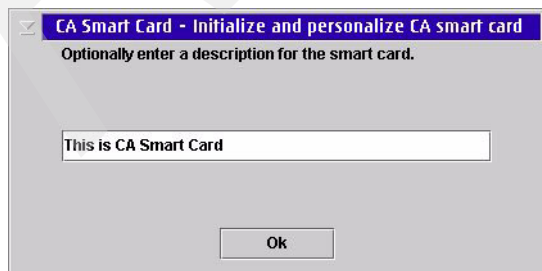 CA Smart Card - Initialize and personalize CA smart card
Optionally enter a description for the smart card.
This is CA Smart Card
Ok